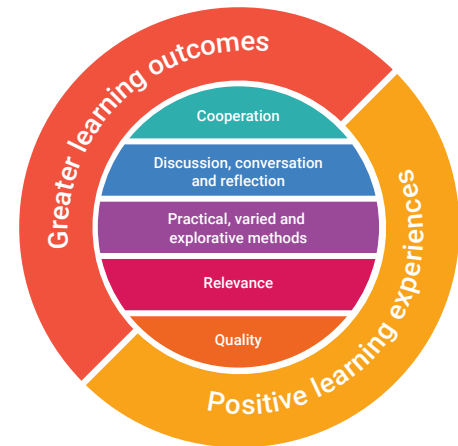 Greater learning outcomes
Cooperation
Discussion, conversation
and reflection
Practical, varied and
explorative methods
Relevance
Quality
Positive learning experiences